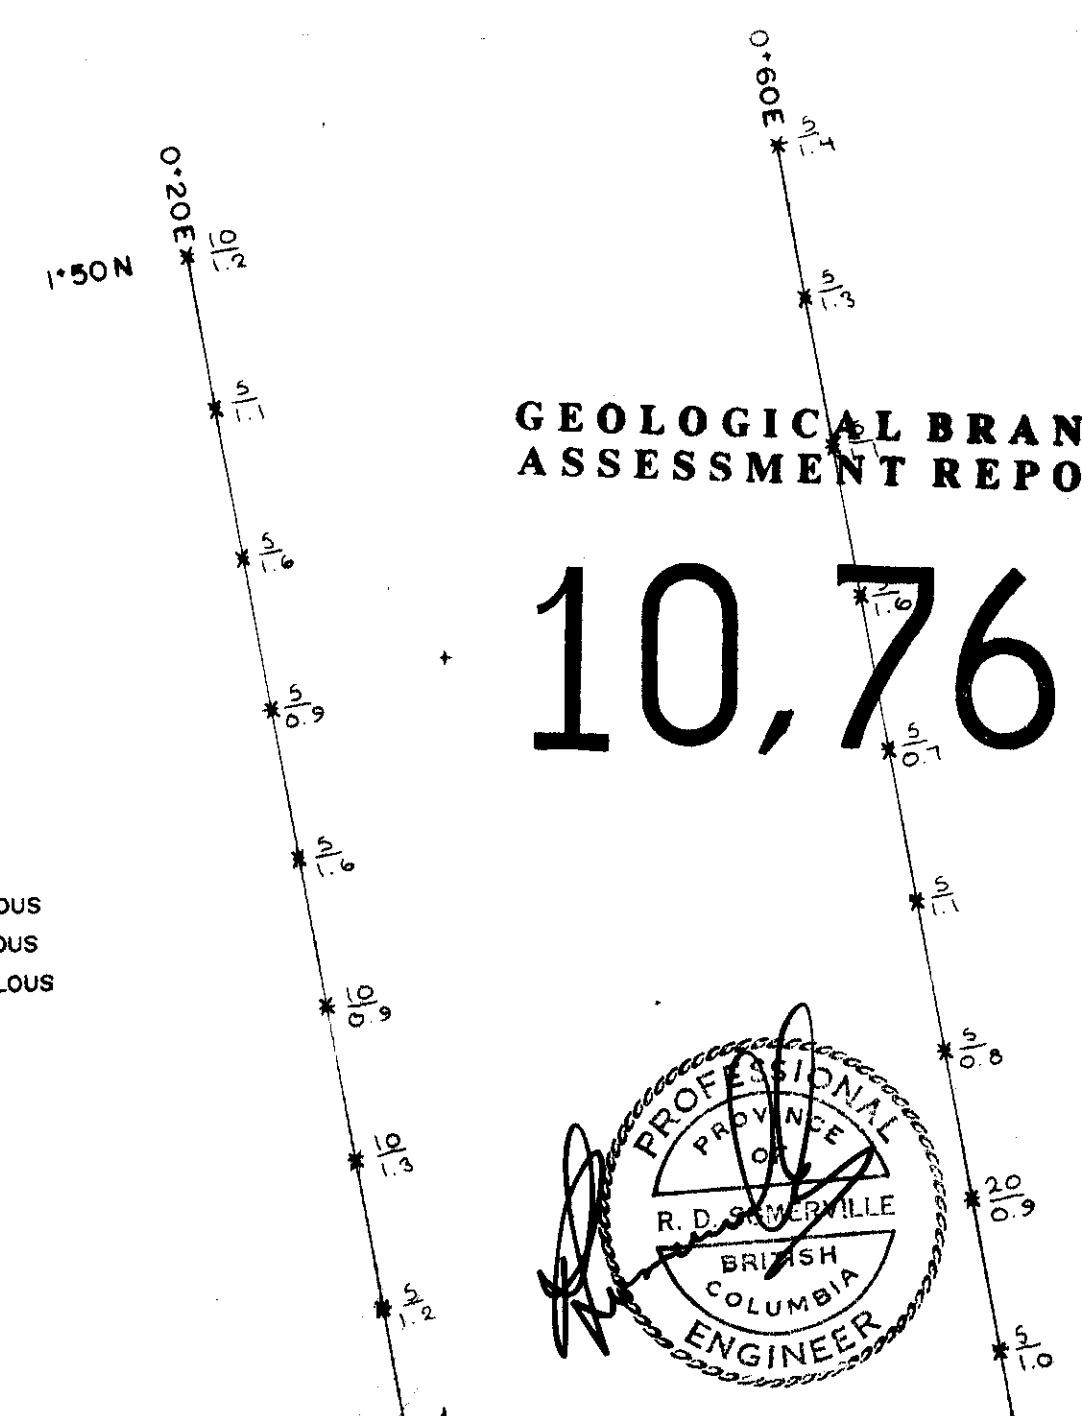 0+60E
5/1.4
0+20E
1+50N
10/1.2
5/1.3
5/1.1
GEOLOGICAL BRAN
ASSESSMENT REPO
5/1.6
10,76
5/1.6
5/0.9
5/0.7
5/1.6
5/1.1
OUS
OUS
LOUS
10/0.9
5/0.8
PROFESSIONAL
PROVINCE
OF
10/1.3
R. D. SOMERVILLE
20/0.9
BRITISH
COLUMBIA
ENGINEER
5/1.2
5/1.0